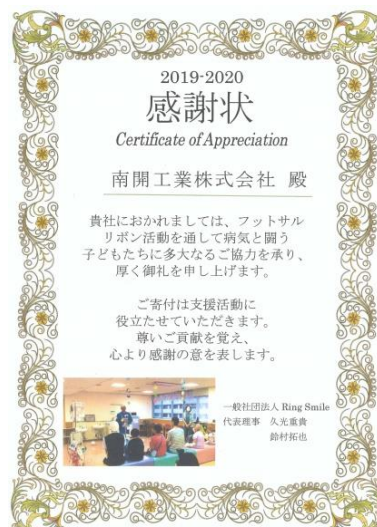 2019-2020
感謝状
Certificate of Appreciation
南開工業株式会社 殿
貴社におかれましては、フットサル
リボン活動を通して病気と闘う
子どもたちに多大なるご協力を承り、
厚く御礼を申し上げます。
ご寄付は支援活動に
役立たせていただきます。
尊いご貢献を覚え、
心より感謝の意を表します。
一般社団法人 Ring Smile
代表理事 久光重貴
鈴村拓也